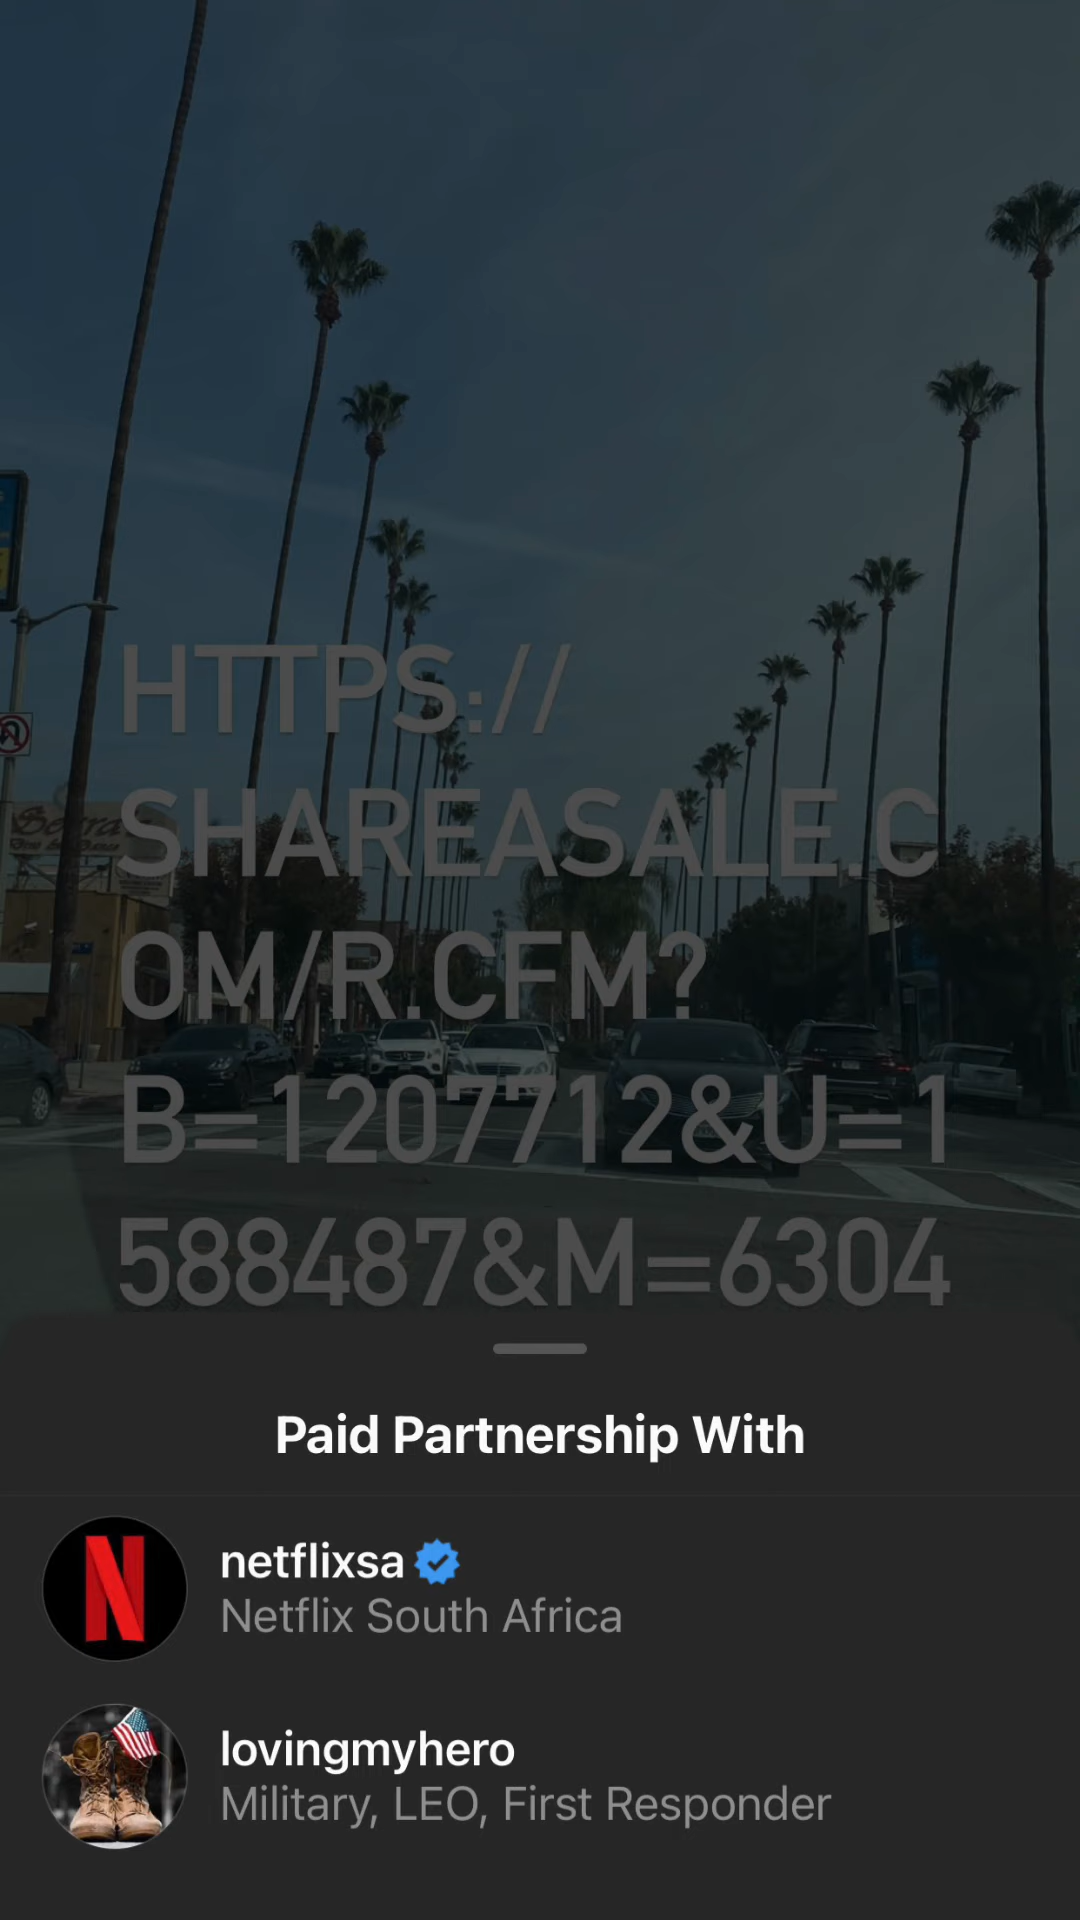 HTTPS://
SHAREASALE.C
OM/R.CFM?
B=1207712&U=1
588487&M=6304
Paid Partnership With
netflixsa
Netflix South Africa
lovingmyhero
Military, LEO, First Responder